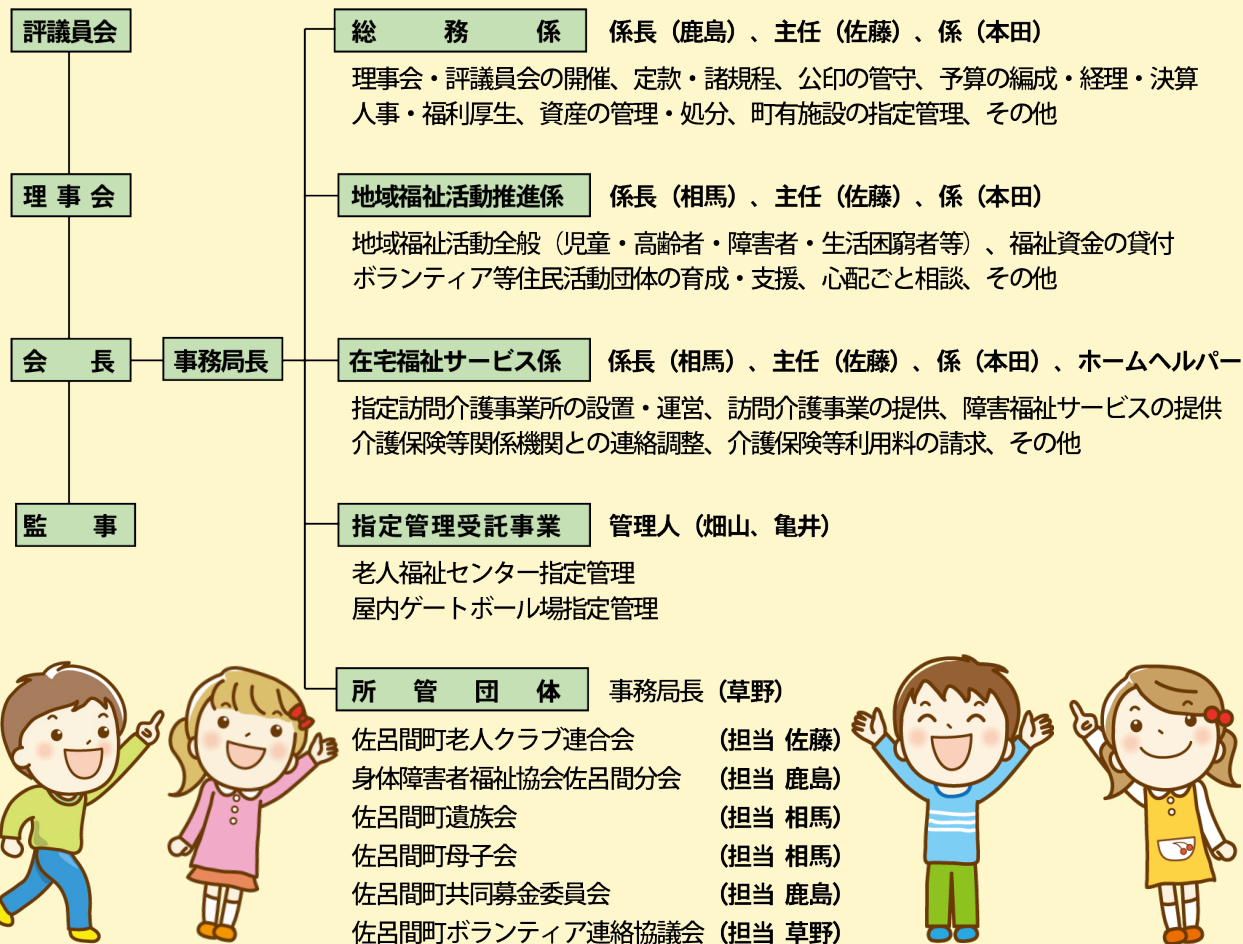 評議員会
理事会
会長
監事
事務局長
総務係 係長（鹿島）、主任（佐藤）、係（本田）
理事会・評議員会の開催、定款・諸規程、公印の管守、予算の編成・経理・決算
人事・福利厚生、資産の管理・処分、町有施設の指定管理、その他
地域福祉活動推進係 係長（相馬）、主任（佐藤）、係（本田）
地域福祉活動全般（児童・高齢者・障害者・生活困窮者等）、福祉資金の貸付
ボランティア等住民活動団体の育成・支援、心配ごと相談、その他
在宅福祉サービス係 係長（相馬）、主任（佐藤）、係（本田）、ホームヘルパー
指定訪問介護事業所の設置・運営、訪問介護事業の提供、障害福祉サービスの提供
介護保険等関係機関との連絡調整、介護保険等利用料の請求、その他
指定管理受託事業 管理人（畑山、亀井）
老人福祉センター指定管理
屋内ゲートボール場指定管理
所管団体 事務局長（草野）
佐呂間町老人クラブ連合会 （担当 佐藤）
身体障害者福祉協会佐呂間分会 （担当 鹿島）
佐呂間町遺族会 （担当 相馬）
佐呂間町母子会 （担当 相馬）
佐呂間町共同募金委員会 （担当 鹿島）
佐呂間町ボランティア連絡協議会 （担当 草野）